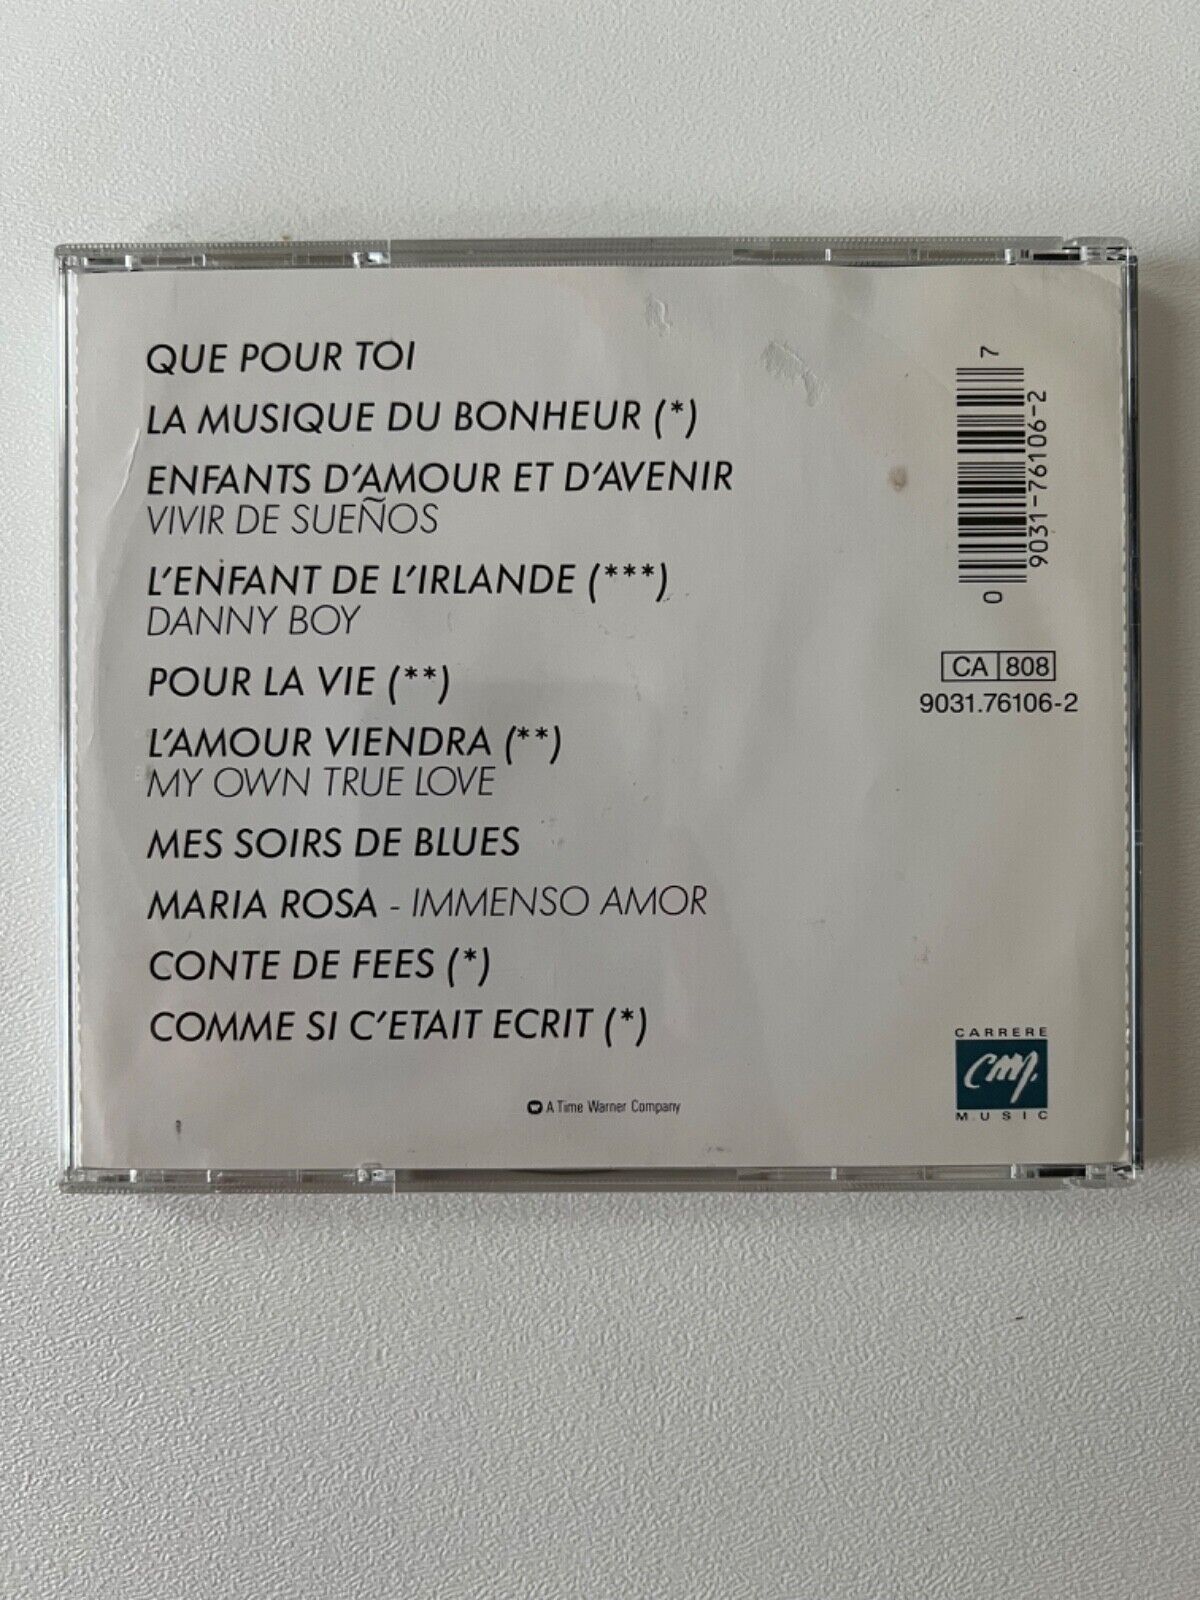 QUE POUR TOI
LA MUSIQUE DU BONHEUR (*)
ENFANTS D'AMOUR ET D'AVENIR
VIVIR DE SUEÑOS
L'ENFANT DE L'IRLANDE (***)
DANNY BOY
POUR LA VIE (**)
L'AMOUR VIENDRA (**)
MY OWN TRUE LOVE
MES SOIRS DE BLUES
MARIA ROSA - IMMENSO AMOR
CONTE DE FEES (*)
COMME SI C'ETAIT ECRIT (*)
A Time Warner Company
0 9031-76106-2 7
CA 808
9031.76106-2
CARRERE
CMJ.
MUSIC